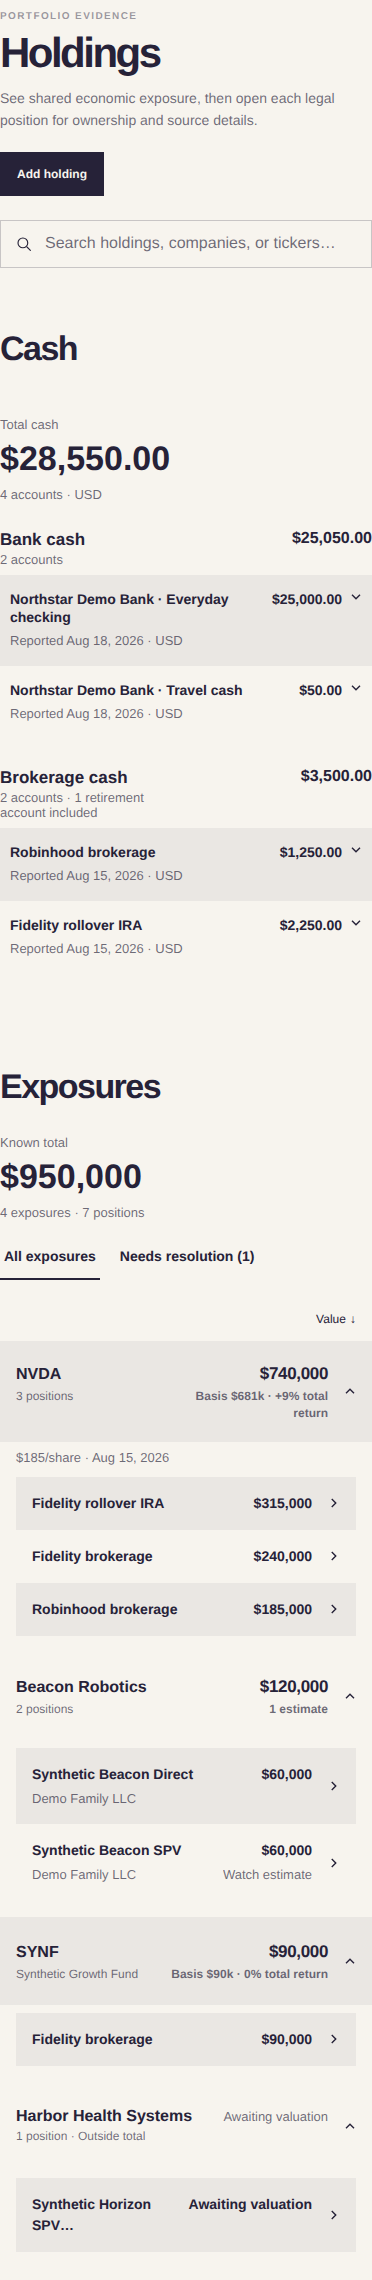 PORTFOLIO EVIDENCE
Holdings
See shared economic exposure, then open each legal
position for ownership and source details.
Add holding
Search holdings, companies, or tickers…
Cash
Total cash
$28,550.00
4 accounts · USD
Bank cash $25,050.00
2 accounts
Northstar Demo Bank · Everyday $25,000.00
checking
Reported Aug 18, 2026 · USD
Northstar Demo Bank · Travel cash $50.00
Reported Aug 18, 2026 · USD
Brokerage cash $3,500.00
2 accounts · 1 retirement
account included
Robinhood brokerage $1,250.00
Reported Aug 15, 2026 · USD
Fidelity rollover IRA $2,250.00
Reported Aug 15, 2026 · USD
Exposures
Known total
$950,000
4 exposures · 7 positions
All exposures Needs resolution (1)
Value ↓
NVDA $740,000
3 positions Basis $681k · +9% total
return
$185/share · Aug 15, 2026
Fidelity rollover IRA $315,000
Fidelity brokerage $240,000
Robinhood brokerage $185,000
Beacon Robotics $120,000
2 positions 1 estimate
Synthetic Beacon Direct $60,000
Demo Family LLC
Synthetic Beacon SPV $60,000
Demo Family LLC Watch estimate
SYNF $90,000
Synthetic Growth Fund Basis $90k · 0% total return
Fidelity brokerage $90,000
Harbor Health Systems Awaiting valuation
1 position · Outside total
Synthetic Horizon Awaiting valuation
SPV…